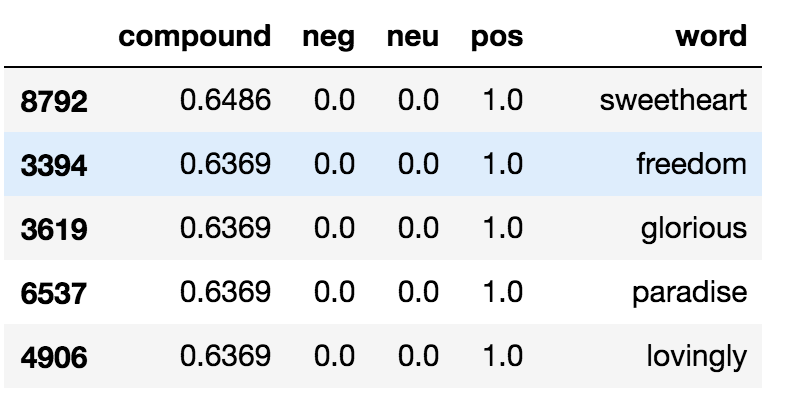 compound neg neu pos word
8792 0.6486 0.0 0.0 1.0 sweetheart
3394 0.6369 0.0 0.0 1.0 freedom
3619 0.6369 0.0 0.0 1.0 glorious
6537 0.6369 0.0 0.0 1.0 paradise
4906 0.6369 0.0 0.0 1.0 lovingly